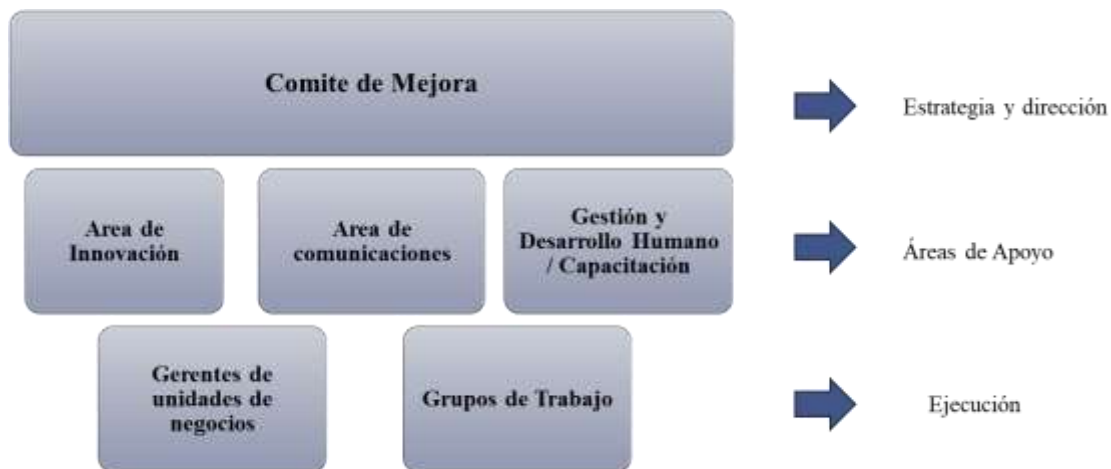 Comite de Mejora
Estrategia y dirección
Area de
Innovación
Area de
comunicaciones
Gestión y
Desarrollo Humano
/ Capacitación
Áreas de Apoyo
Gerentes de
unidades de
negocios
Grupos de Trabajo
Ejecución